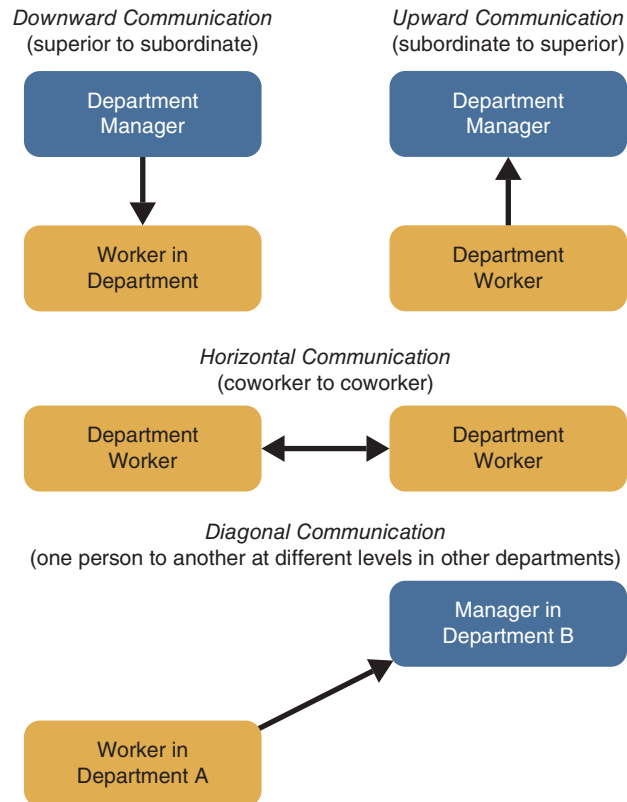 Downward Communication
(superior to subordinate)
Department
Manager
Worker in
Department
Upward Communication
(subordinate to superior)
Department
Manager
Department
Worker
Horizontal Communication
(coworker to coworker)
Department
Worker
Department
Worker
Diagonal Communication
(one person to another at different levels in other departments)
Manager in
Department B
Worker in
Department A